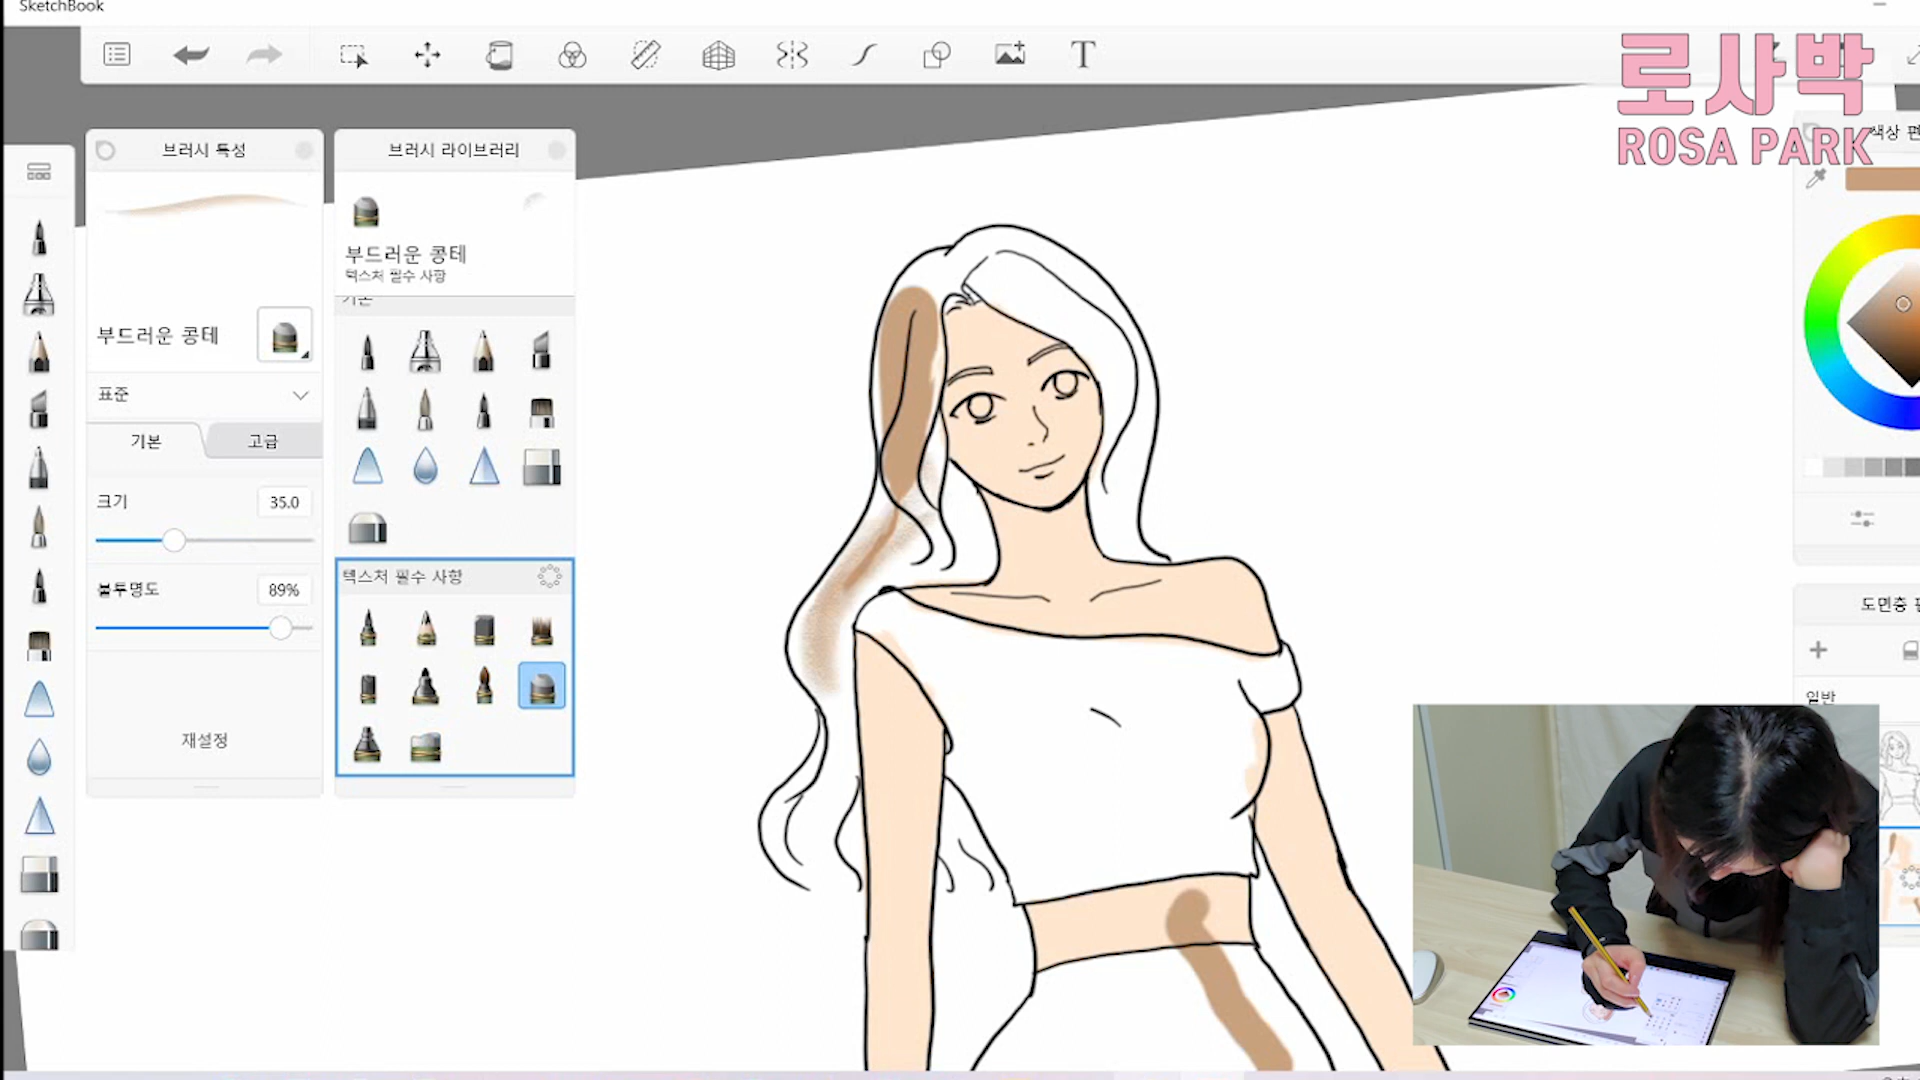 SketchBook
T
로사박
ROSA PARK
브러시 특성
브러시 라이브러리
색상 편
부드러운 콩테
텍스처 필수 사항
기본
부드러운 콩테
표준
기본
고급
크기
35.0
텍스처 필수 사항
불투명도
89%
도면층 편
일반
재설정